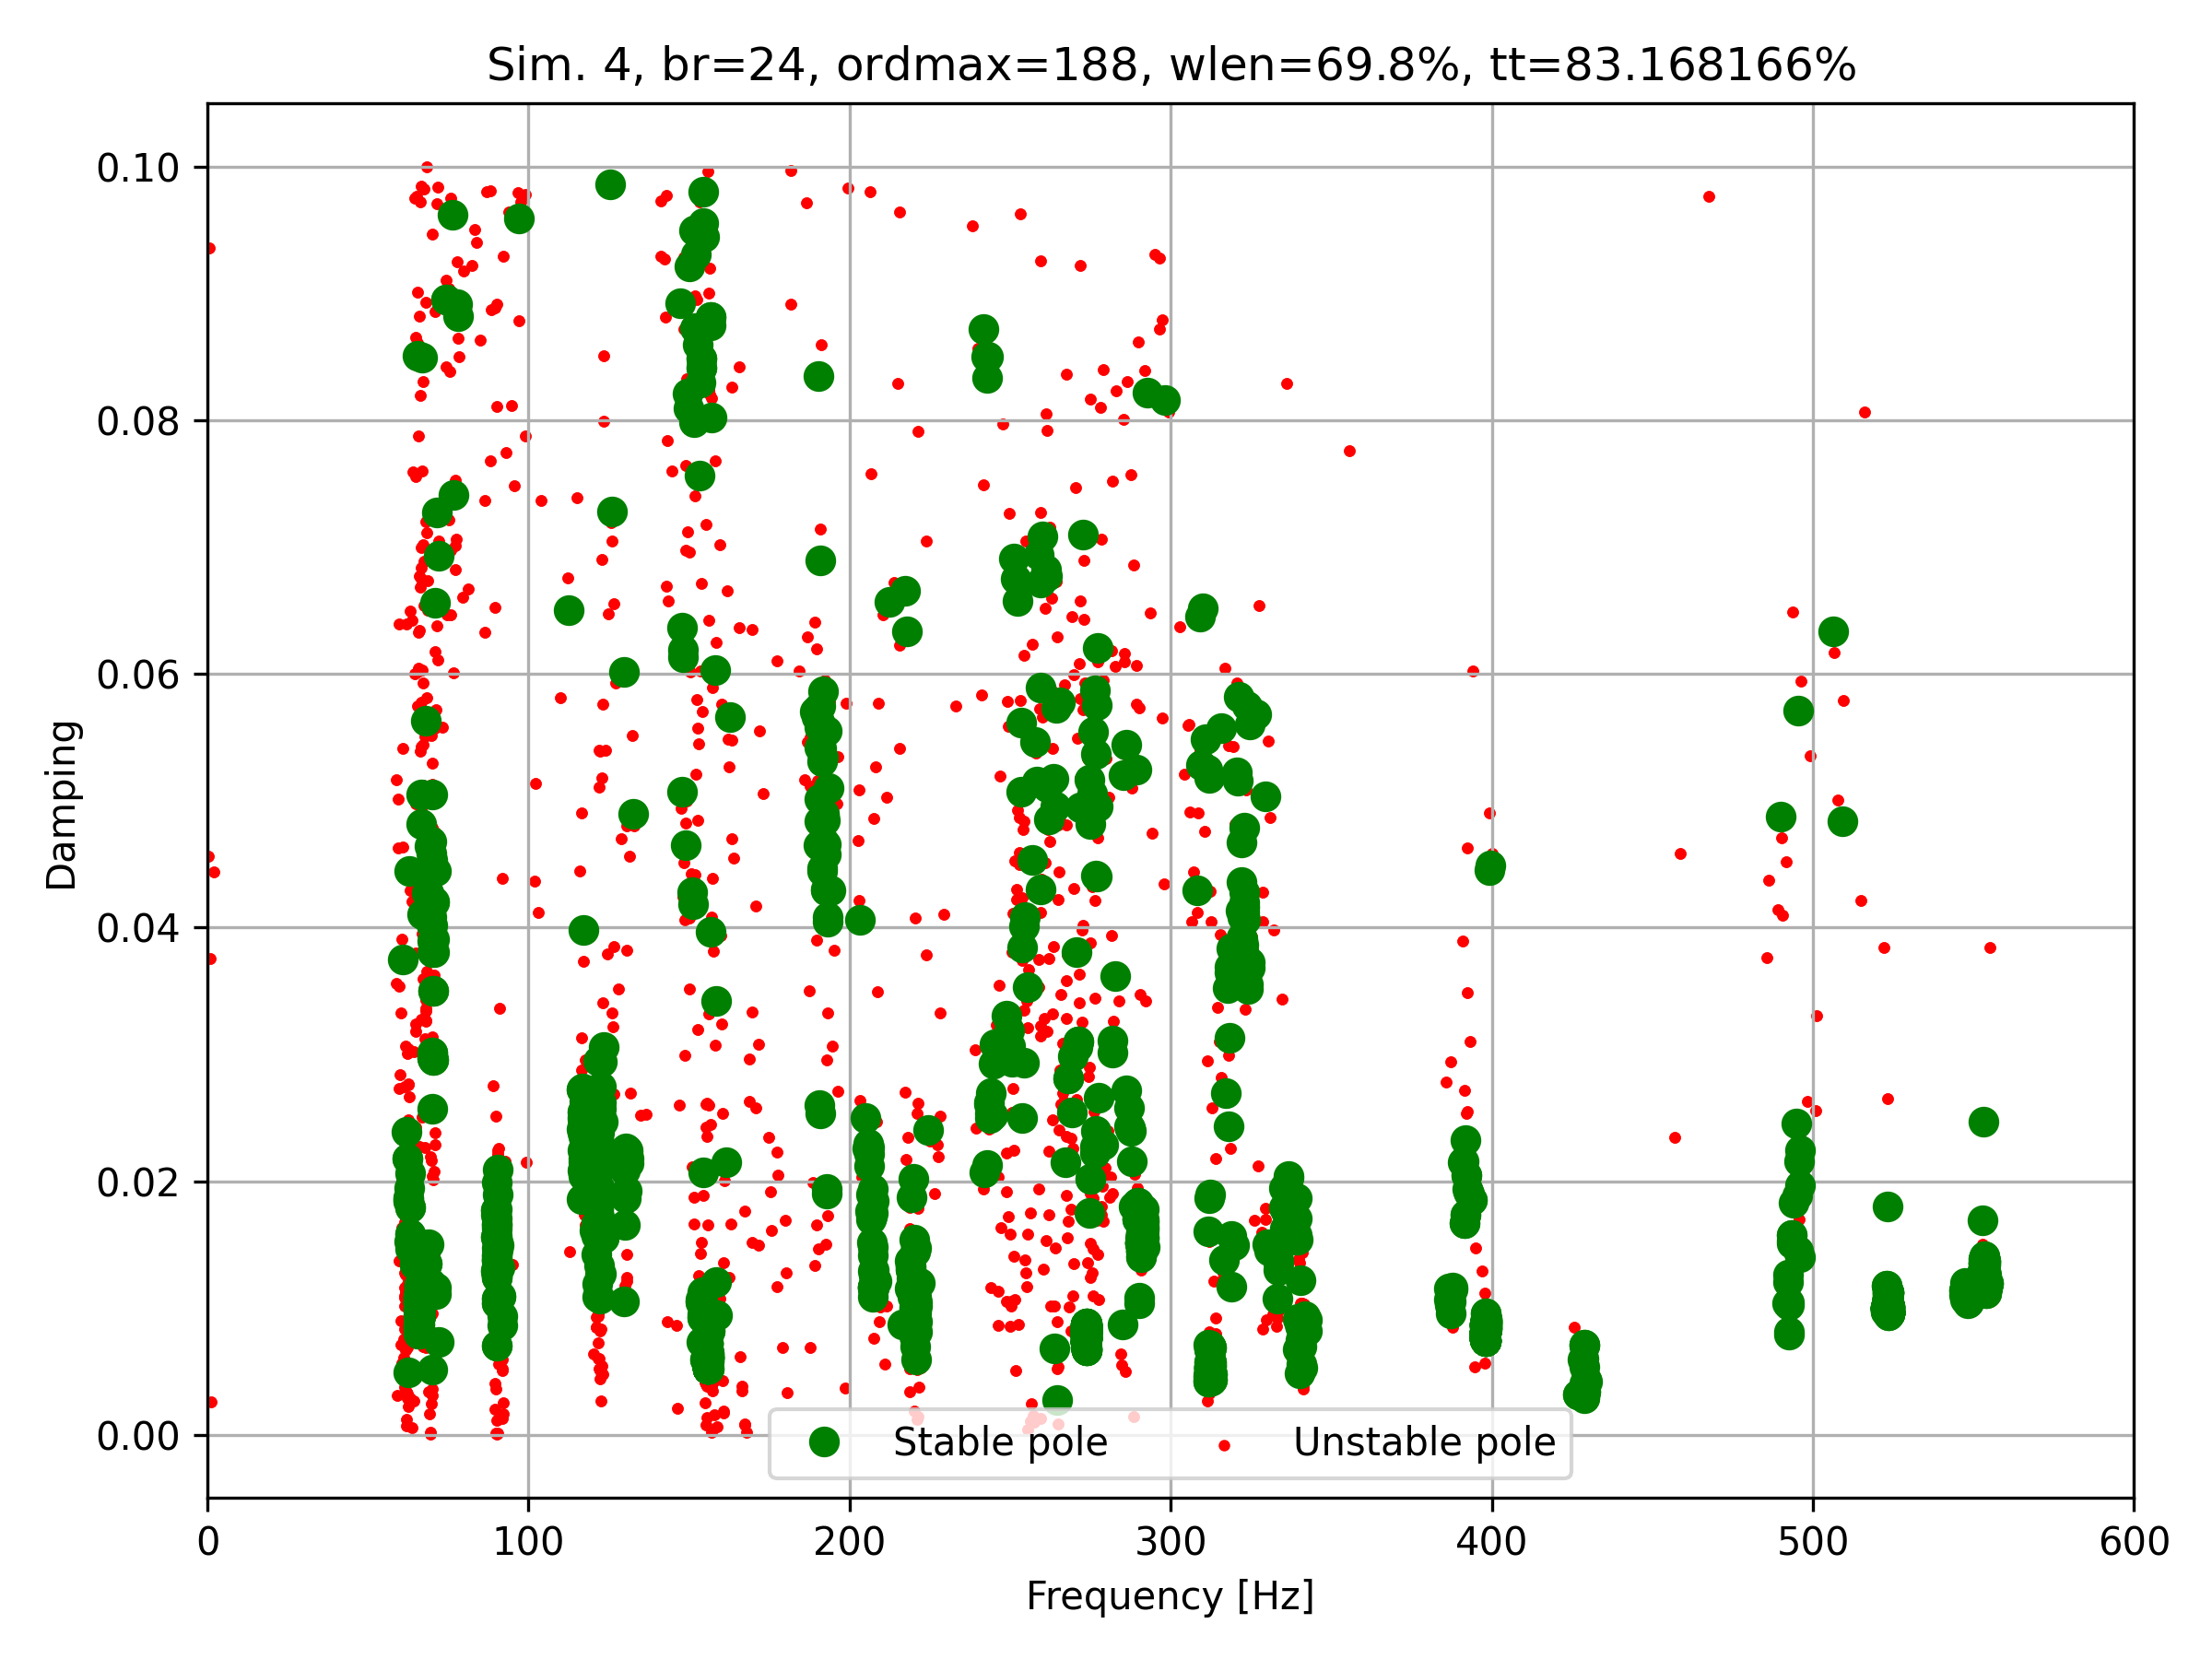 Sim. 4, br=24, ordmax=188, wlen=69.8%, tt=83.168166%
0.10
0.08
0.06
0.04
0.02
0.00
Damping
Stable pole
Unstable pole
0 100 200 300 400 500 600
Frequency [Hz]